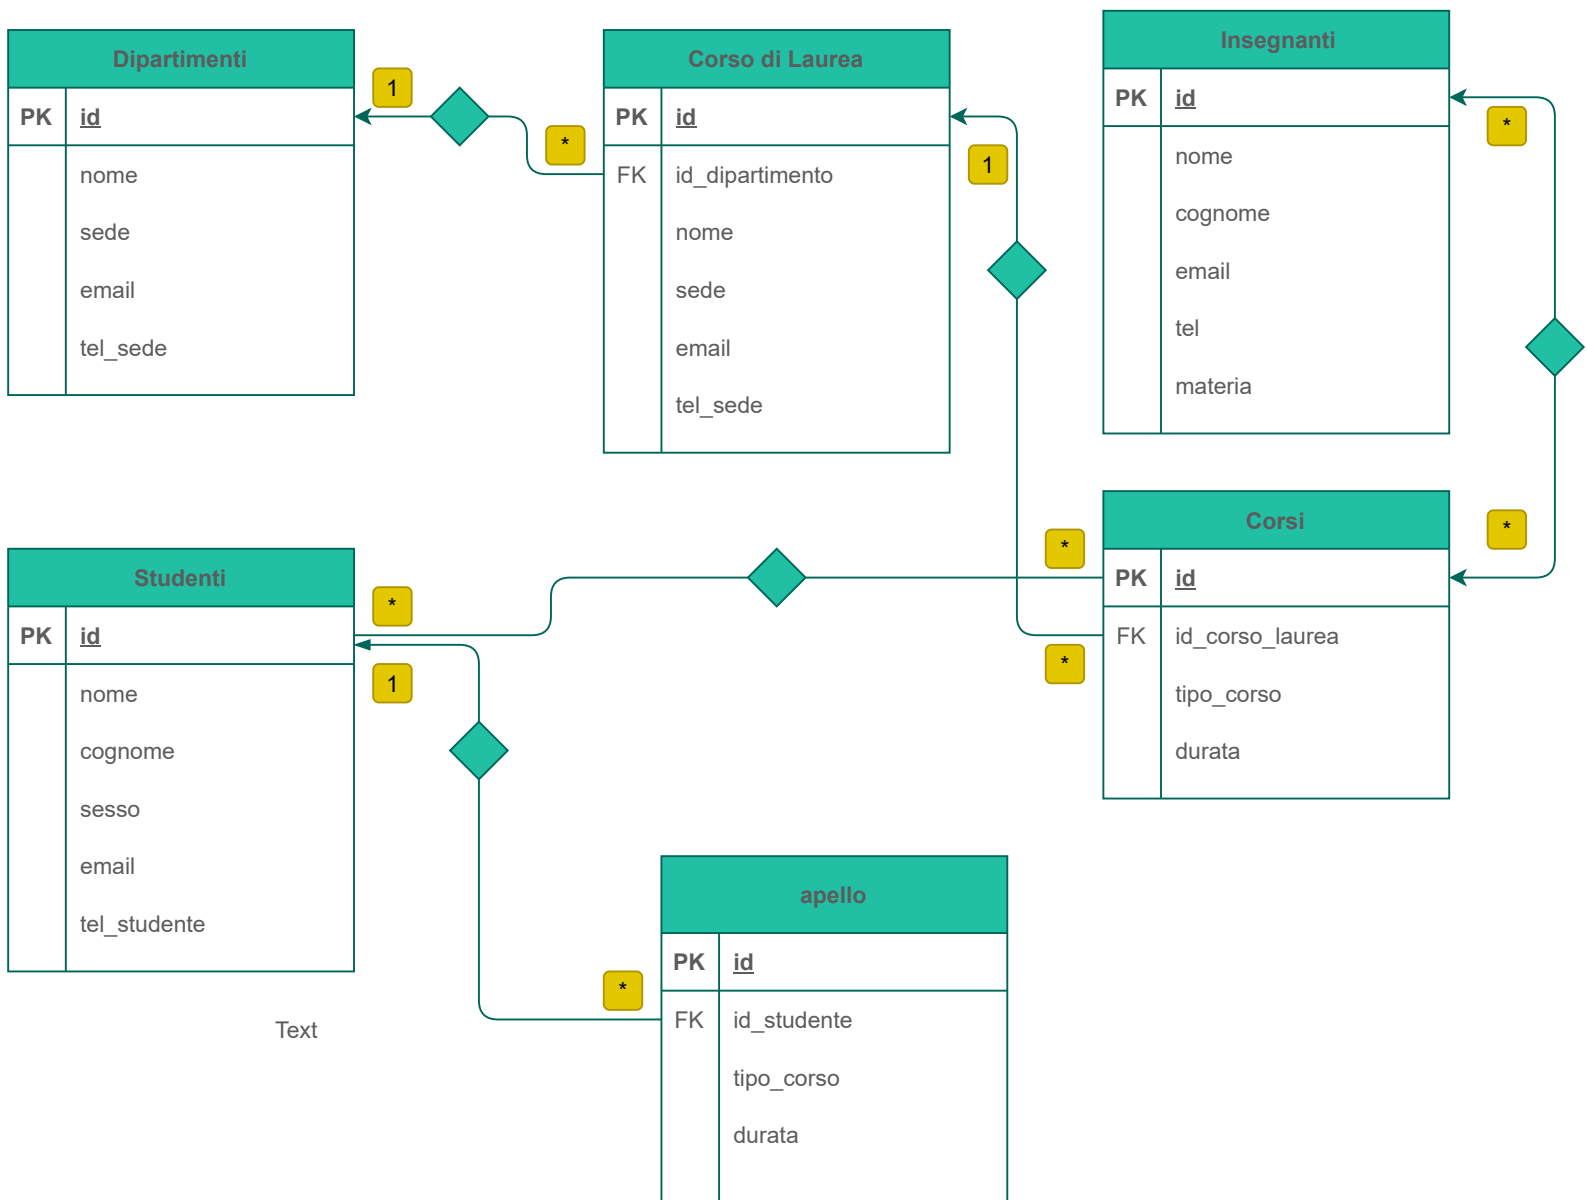 Dipartimenti
PK id
nome
sede
email
tel_sede
1
*
Corso di Laurea
PK id
FK id_dipartimento
nome
sede
email
tel_sede
1
Insegnanti
PK id
nome
cognome
email
tel
materia
*
*
Corsi
PK id
FK id_corso_laurea
tipo_corso
durata
*
*
Studenti
PK id
nome
cognome
sesso
email
tel_studente
*
1
*
apello
PK id
FK id_studente
tipo_corso
durata
Text